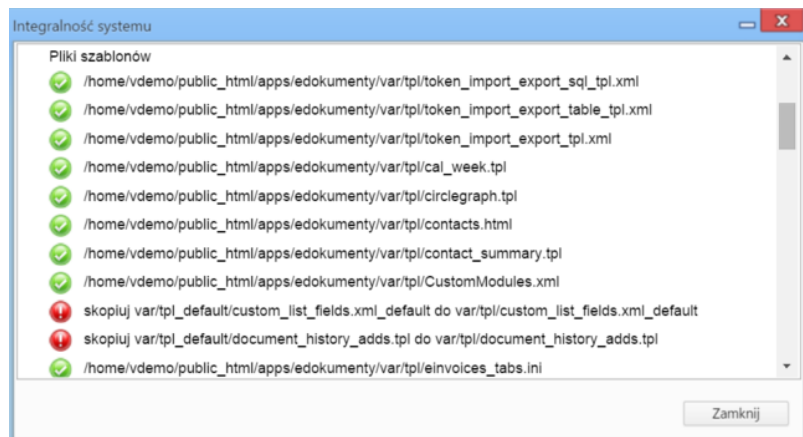 Integralność systemu
Pliki szablonów
/home/vdemo/public_html/apps/edokumenty/var/tpl/token_import_export_sql_tpl.xml
/home/vdemo/public_html/apps/edokumenty/var/tpl/token_import_export_table_tpl.xml
/home/vdemo/public_html/apps/edokumenty/var/tpl/token_import_export_tpl.xml
/home/vdemo/public_html/apps/edokumenty/var/tpl/cal_week.tpl
/home/vdemo/public_html/apps/edokumenty/var/tpl/circlegraph.tpl
/home/vdemo/public_html/apps/edokumenty/var/tpl/contacts.html
/home/vdemo/public_html/apps/edokumenty/var/tpl/contact_summary.tpl
/home/vdemo/public_html/apps/edokumenty/var/tpl/CustomModules.xml
skopiuj var/tpl_default/custom_list_fields.xml_default do var/tpl/custom_list_fields.xml_default
skopiuj var/tpl_default/document_history_adds.tpl do var/tpl/document_history_adds.tpl
/home/vdemo/public_html/apps/edokumenty/var/tpl/einvoices_tabs.ini
Zamknij